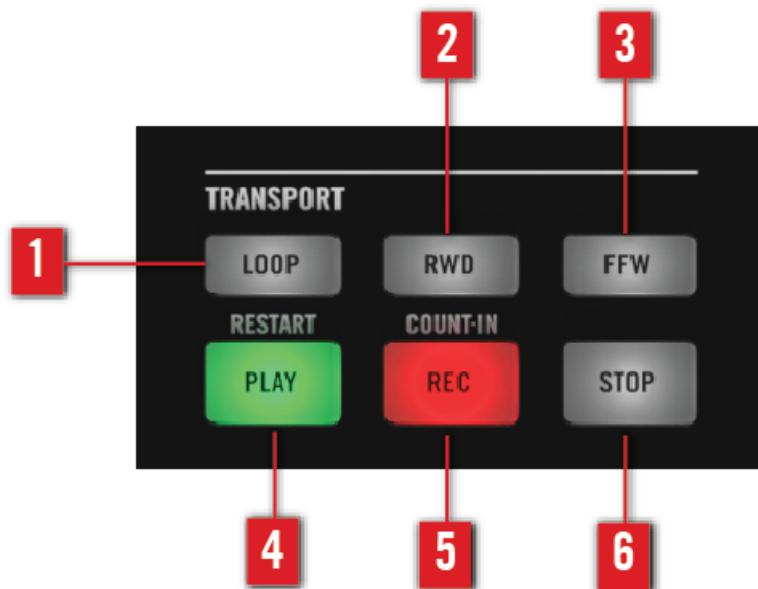 2 3
TRANSPORT
1 LOOP RWD FFW
RESTART COUNT-IN
PLAY REC STOP
4 5 6